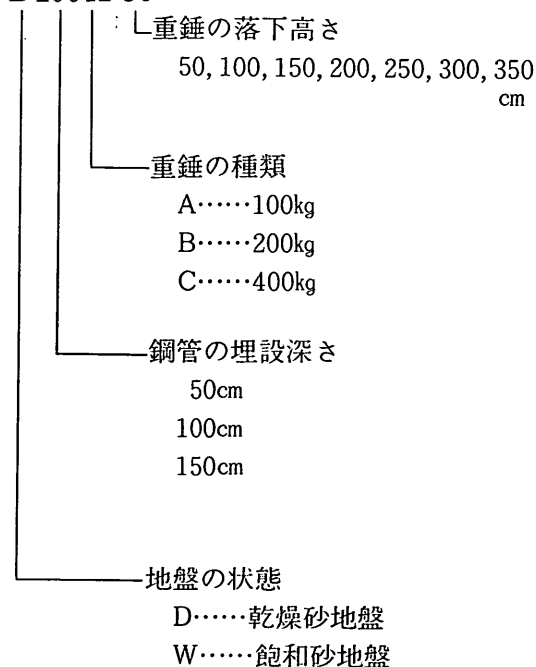 重錘の落下高さ
50, 100, 150, 200, 250, 300, 350
cm
重錘の種類
A……100kg
B……200kg
C……400kg
鋼管の埋設深さ
50cm
100cm
150cm
地盤の状態
D……乾燥砂地盤
W……飽和砂地盤